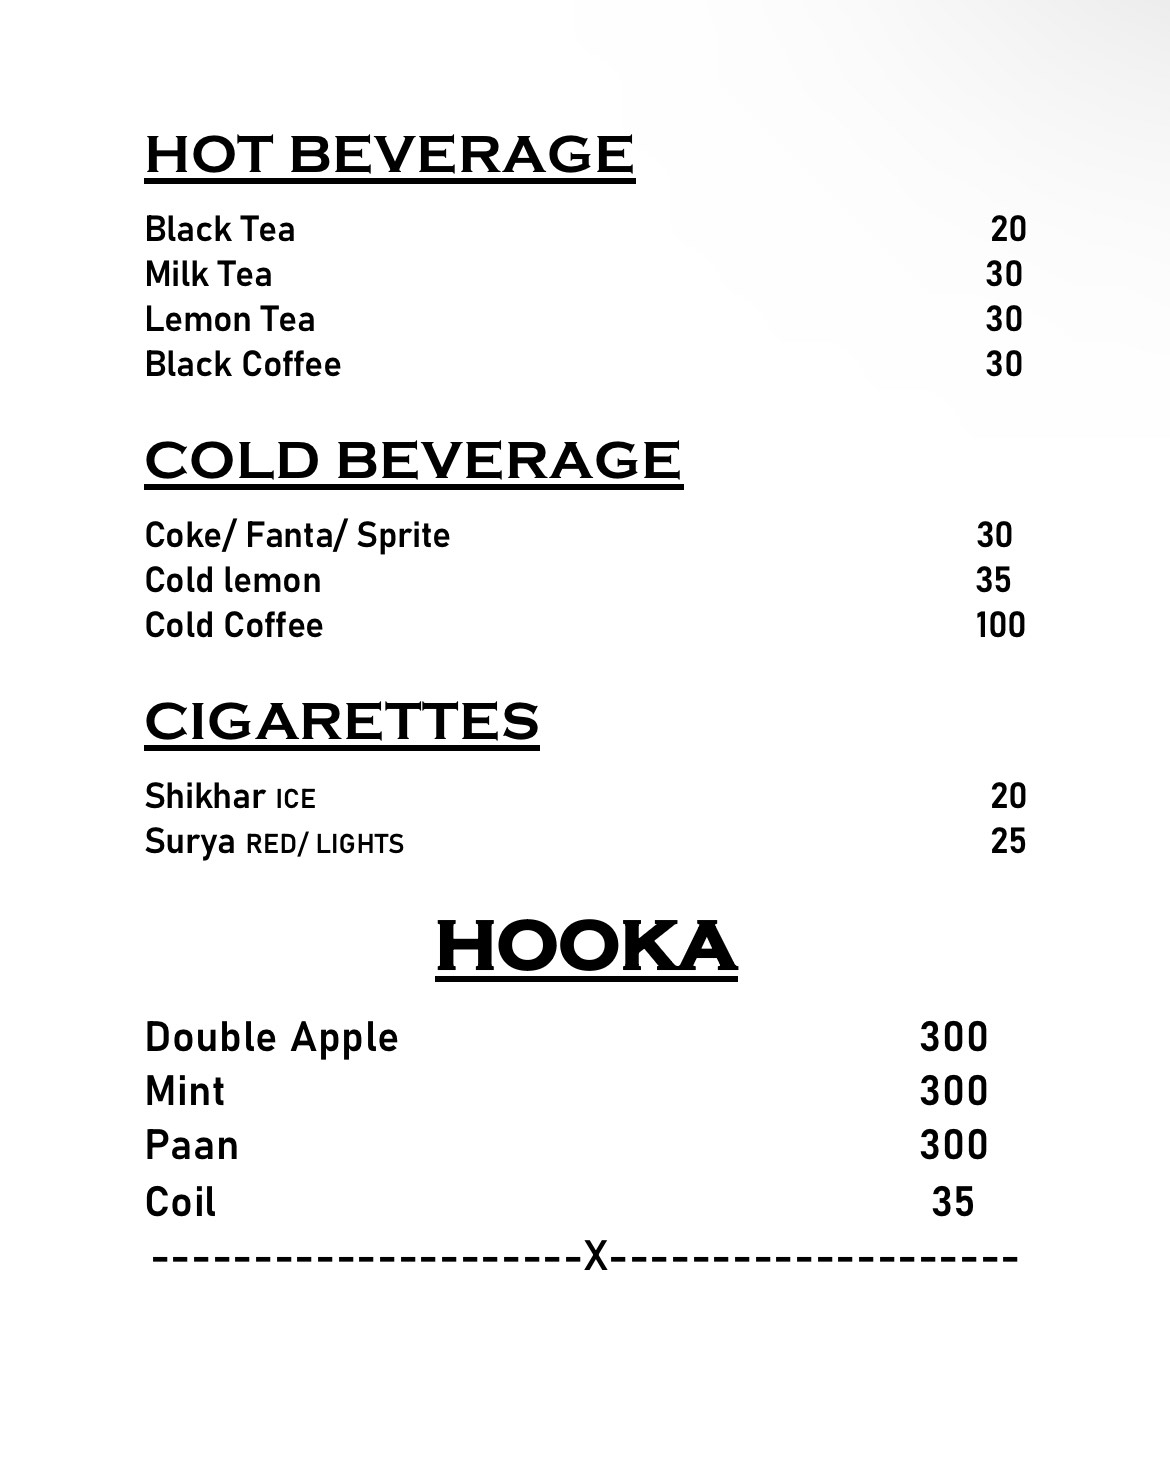 HOT BEVERAGE
Black Tea 20
Milk Tea 30
Lemon Tea 30
Black Coffee 30
COLD BEVERAGE
Coke/ Fanta/ Sprite 30
Cold lemon 35
Cold Coffee 100
CIGARETTES
Shikhar ICE 20
Surya RED/ LIGHTS 25
HOOKA
Double Apple 300
Mint 300
Paan 300
Coil 35
---------------------X--------------------